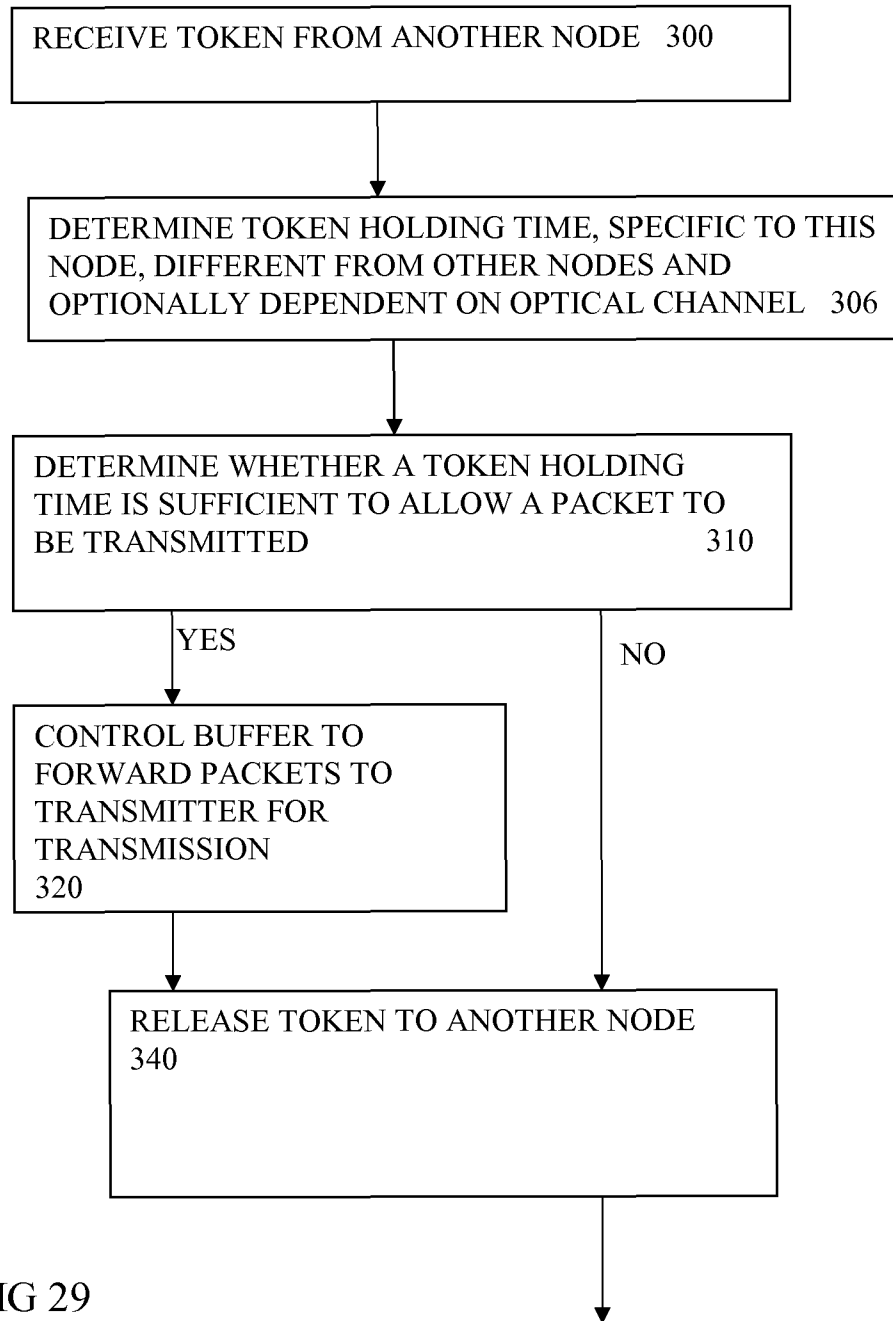 RECEIVE TOKEN FROM ANOTHER NODE 300
DETERMINE TOKEN HOLDING TIME, SPECIFIC TO THIS
NODE, DIFFERENT FROM OTHER NODES AND
OPTIONALLY DEPENDENT ON OPTICAL CHANNEL 306
DETERMINE WHETHER A TOKEN HOLDING
TIME IS SUFFICIENT TO ALLOW A PACKET TO
BE TRANSMITTED 310
YES
NO
CONTROL BUFFER TO
FORWARD PACKETS TO
TRANSMITTER FOR
TRANSMISSION
320
RELEASE TOKEN TO ANOTHER NODE
340
IG 29